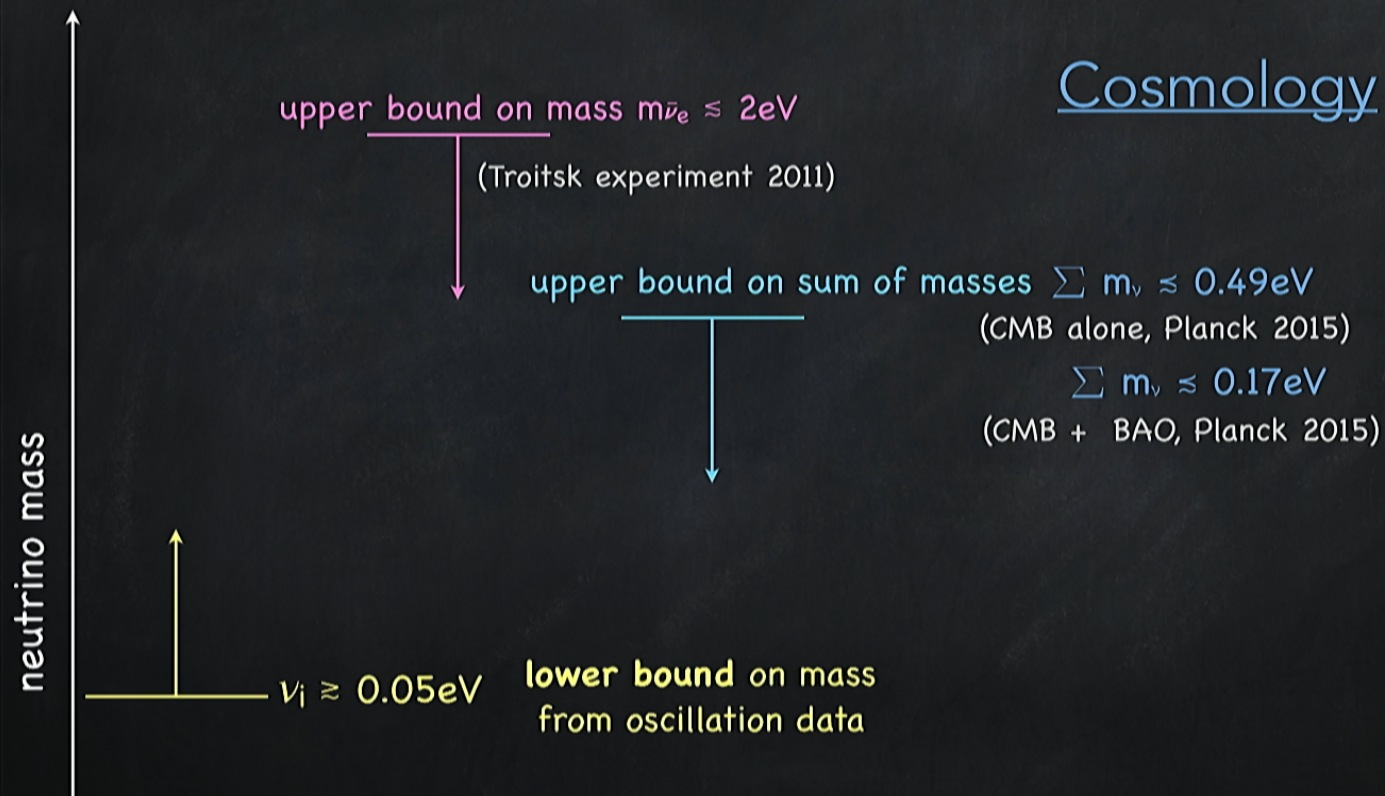 Cosmology
upper bound on mass mν̄e ≲ 2eV
(Troitsk experiment 2011)
upper bound on sum of masses ∑ mν ≲ 0.49eV
(CMB alone, Planck 2015)
∑ mν ≲ 0.17eV
(CMB + BAO, Planck 2015)
neutrino mass
νi ≳ 0.05eV
lower bound on mass
from oscillation data